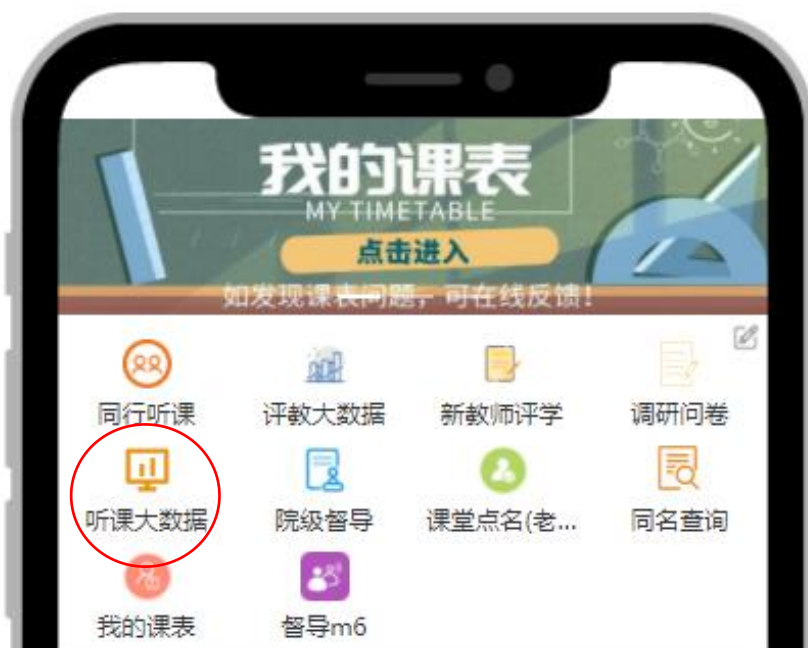 我的课表
MY TIMETABLE
点击进入
如发现课表问题，可在线反馈！
同行听课 评教大数据 新教师评学 调研问卷
听课大数据 院级督导 课堂点名(老... 同名查询
我的课表 督导m6